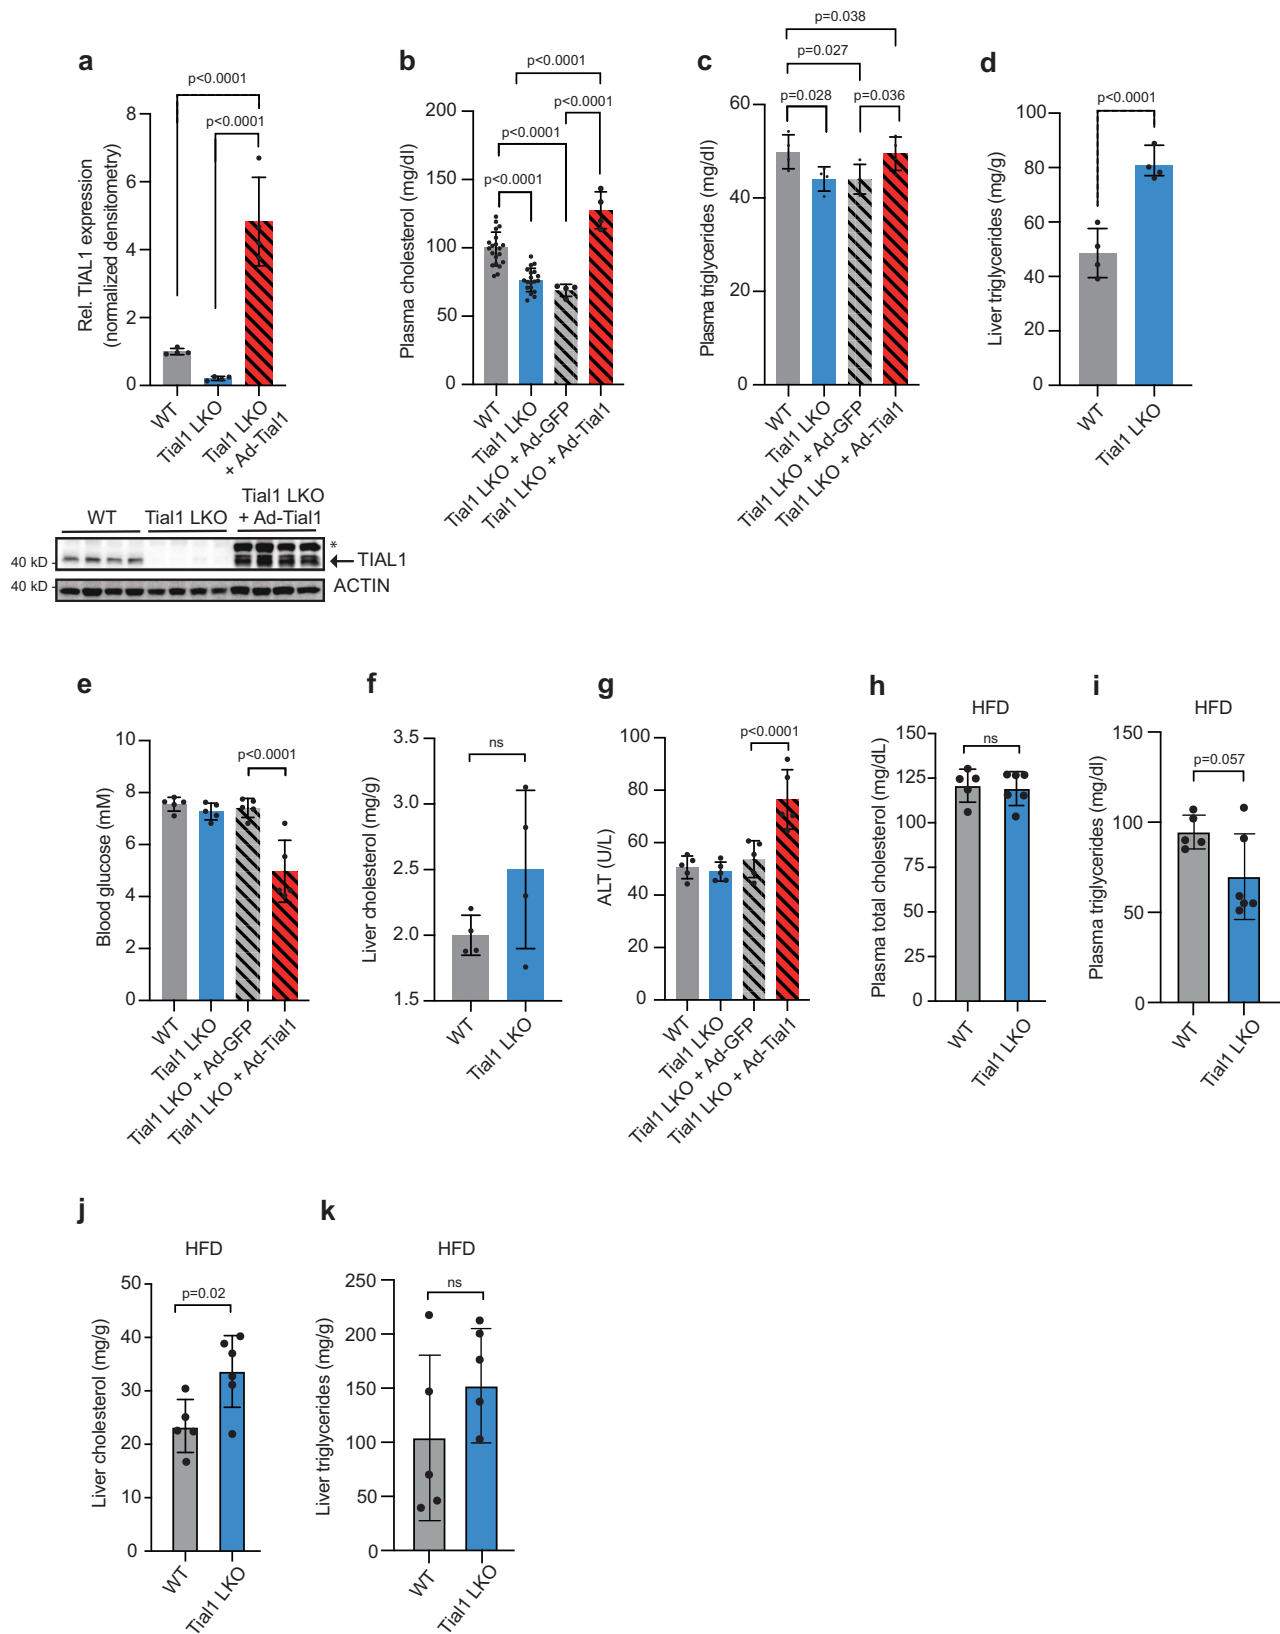 a
p<0.0001
p<0.0001
Rel. TIAL1 expression
(normalized densitometry)
8
6
4
2
0
WT
Tial1 LKO
Tial1 LKO
+ Ad-Tial1
WT
Tial1 LKO
Tial1 LKO
+ Ad-Tial1
40 kD
*
TIAL1
40 kD
ACTIN
b
p<0.0001
p<0.0001
p<0.0001
p<0.0001
Plasma cholesterol (mg/dl)
200
150
100
50
0
WT
Tial1 LKO
Tial1 LKO + Ad-GFP
Tial1 LKO + Ad-Tial1
c
p=0.038
p=0.027
p=0.028
p=0.036
Plasma triglycerides (mg/dl)
60
40
20
0
WT
Tial1 LKO
Tial1 LKO + Ad-GFP
Tial1 LKO + Ad-Tial1
d
p<0.0001
Liver triglycerides (mg/g)
100
80
60
40
20
0
WT
Tial1 LKO
e
p<0.0001
Blood glucose (mM)
10
8
6
4
2
0
WT
Tial1 LKO
Tial1 LKO + Ad-GFP
Tial1 LKO + Ad-Tial1
f
ns
Liver cholesterol (mg/g)
3.5
3.0
2.5
2.0
1.5
WT
Tial1 LKO
g
p<0.0001
ALT (U/L)
100
80
60
40
20
0
WT
Tial1 LKO
Tial1 LKO + Ad-GFP
Tial1 LKO + Ad-Tial1
h
HFD
ns
Plasma total cholesterol (mg/dL)
150
125
100
75
50
25
0
WT
Tial1 LKO
i
HFD
p=0.057
Plasma triglycerides (mg/dl)
150
100
50
0
WT
Tial1 LKO
j
HFD
p=0.02
Liver cholesterol (mg/g)
50
40
30
20
10
0
WT
Tial1 LKO
k
HFD
ns
Liver triglycerides (mg/g)
250
200
150
100
50
0
WT
Tial1 LKO